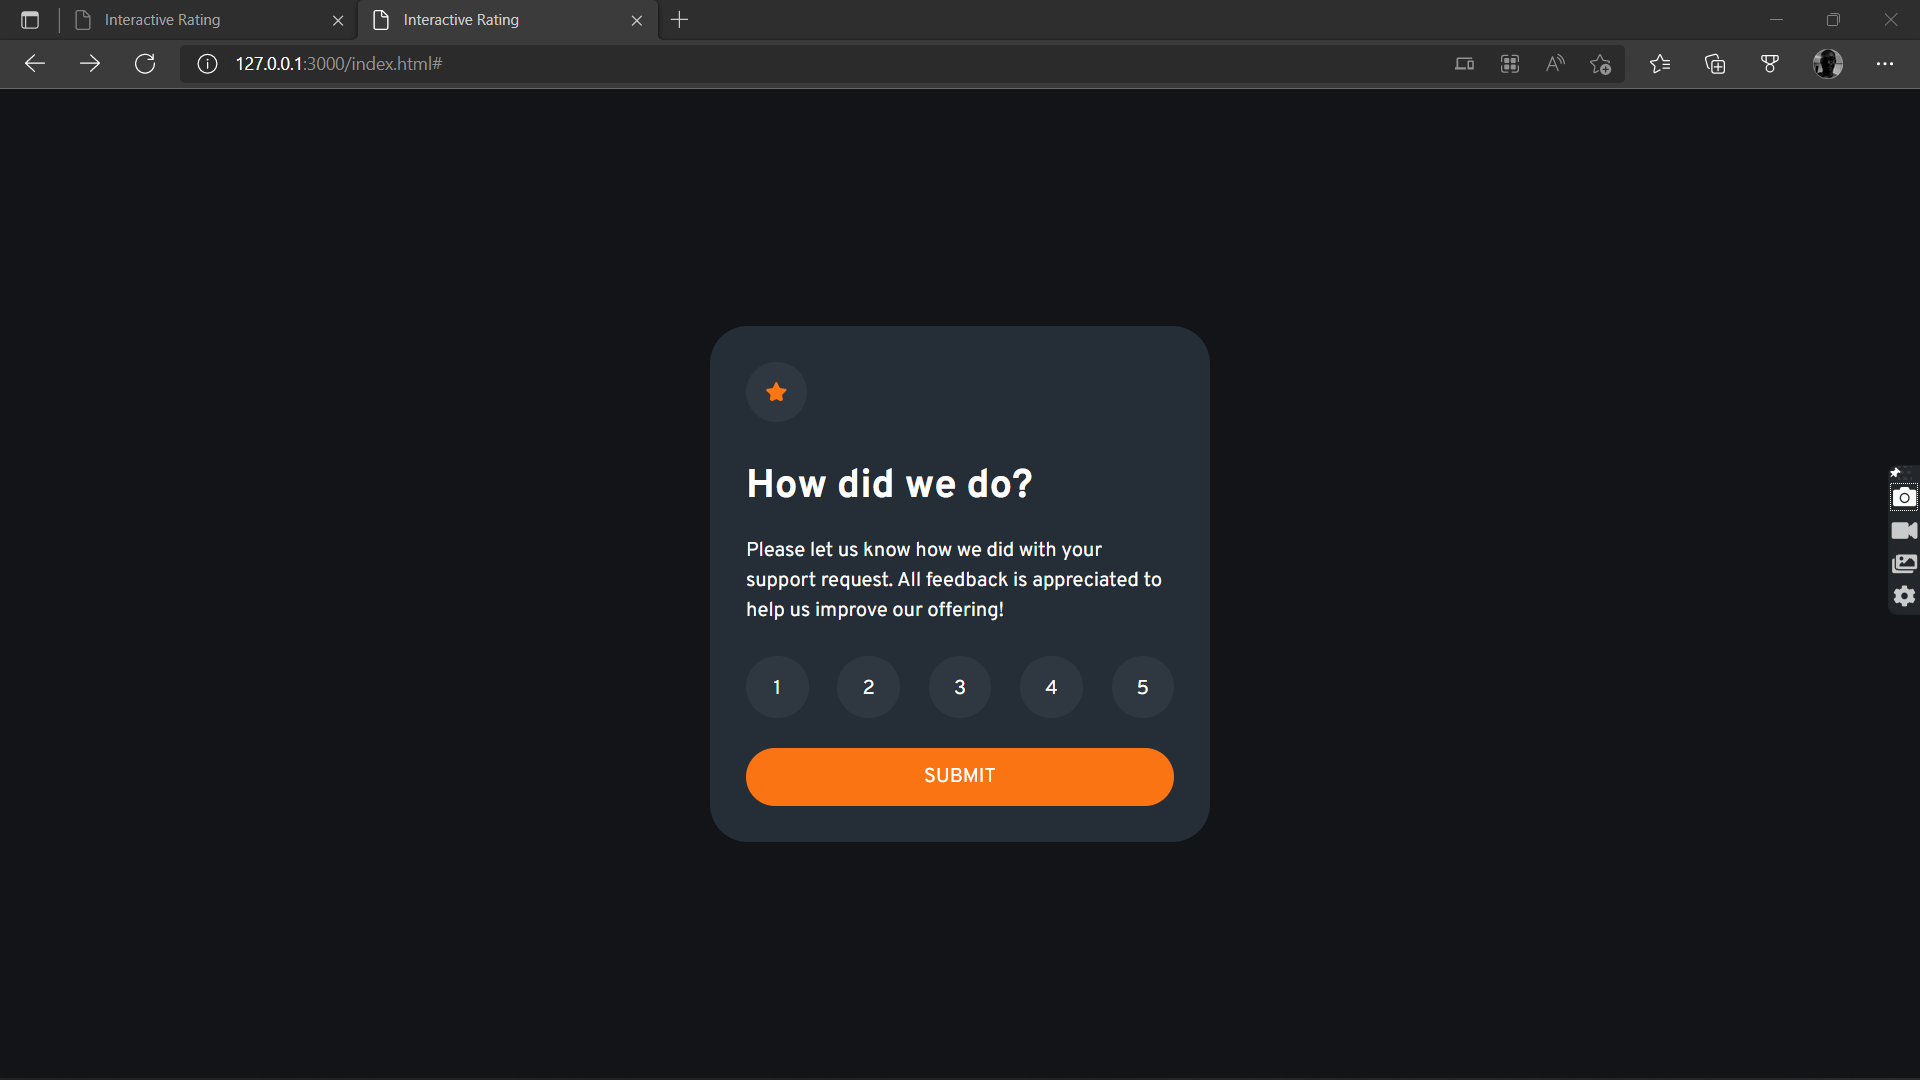 Interactive Rating
Interactive Rating
127.0.0.1:3000/index.html#
How did we do?
Please let us know how we did with your
support request. All feedback is appreciated to
help us improve our offering!
1 2 3 4 5
SUBMIT